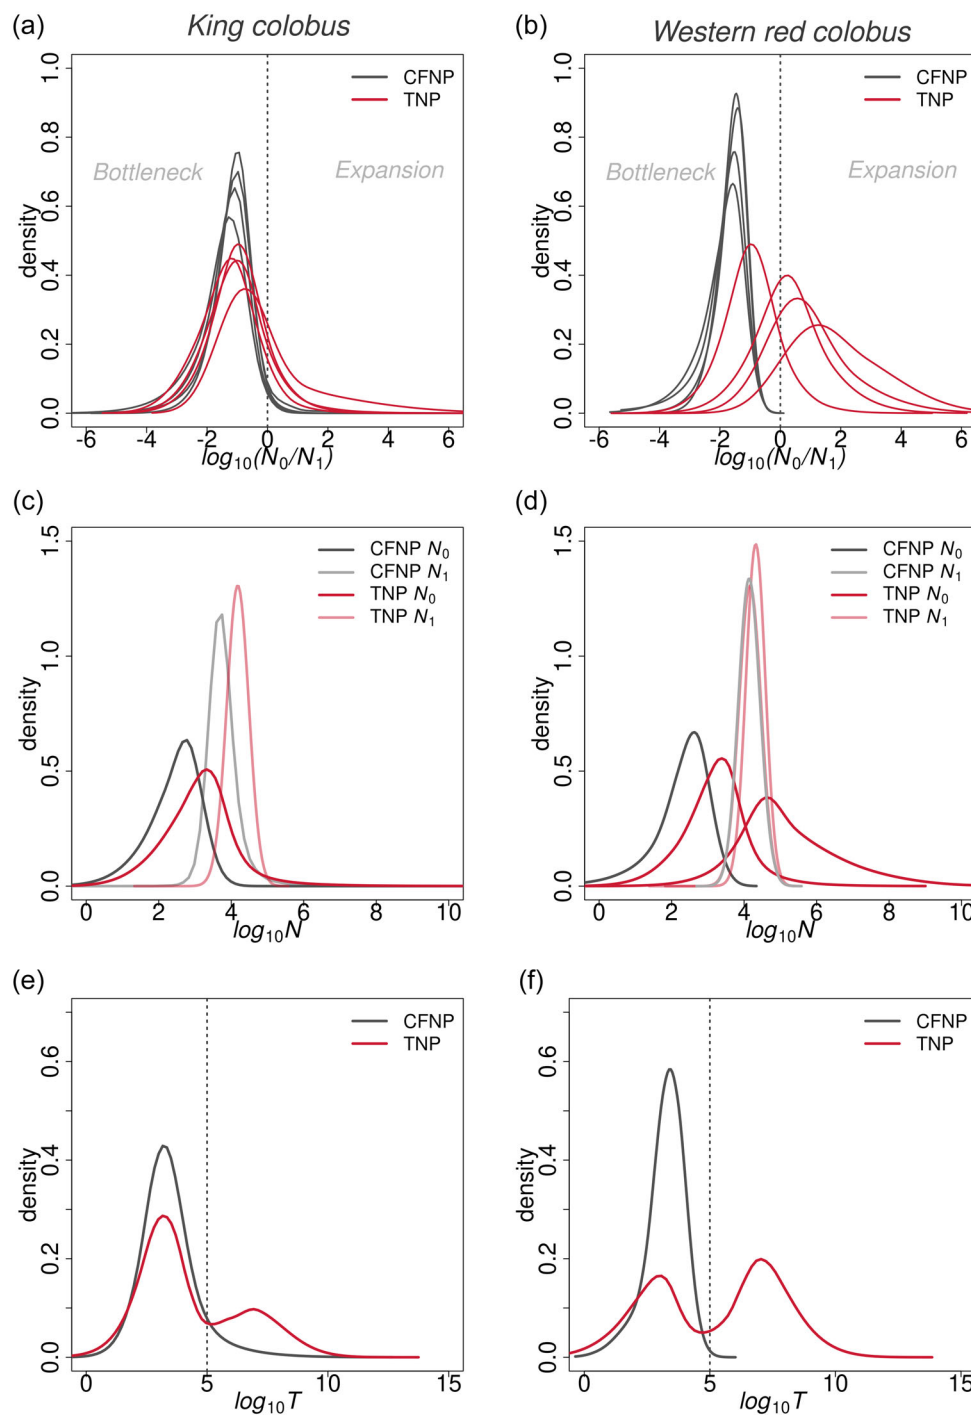 (a)
King colobus
1.0
0.8
0.6
0.4
0.2
0.0
density
CFNP
TNP
Bottleneck
Expansion
-6 -4 -2 0 2 4 6
log10(N0/N1)
(b)
Western red colobus
1.0
0.8
0.6
0.4
0.2
0.0
density
CFNP
TNP
Bottleneck
Expansion
-6 -4 -2 0 2 4 6
log10(N0/N1)
(c)
1.5
1.0
0.5
0.0
density
CFNP N0
CFNP N1
TNP N0
TNP N1
0 2 4 6 8 10
log10N
(d)
1.5
1.0
0.5
0.0
density
CFNP N0
CFNP N1
TNP N0
TNP N1
0 2 4 6 8 10
log10N
(e)
0.6
0.4
0.2
0.0
density
CFNP
TNP
0 5 10 15
log10T
(f)
0.6
0.4
0.2
0.0
density
CFNP
TNP
0 5 10 15
log10T